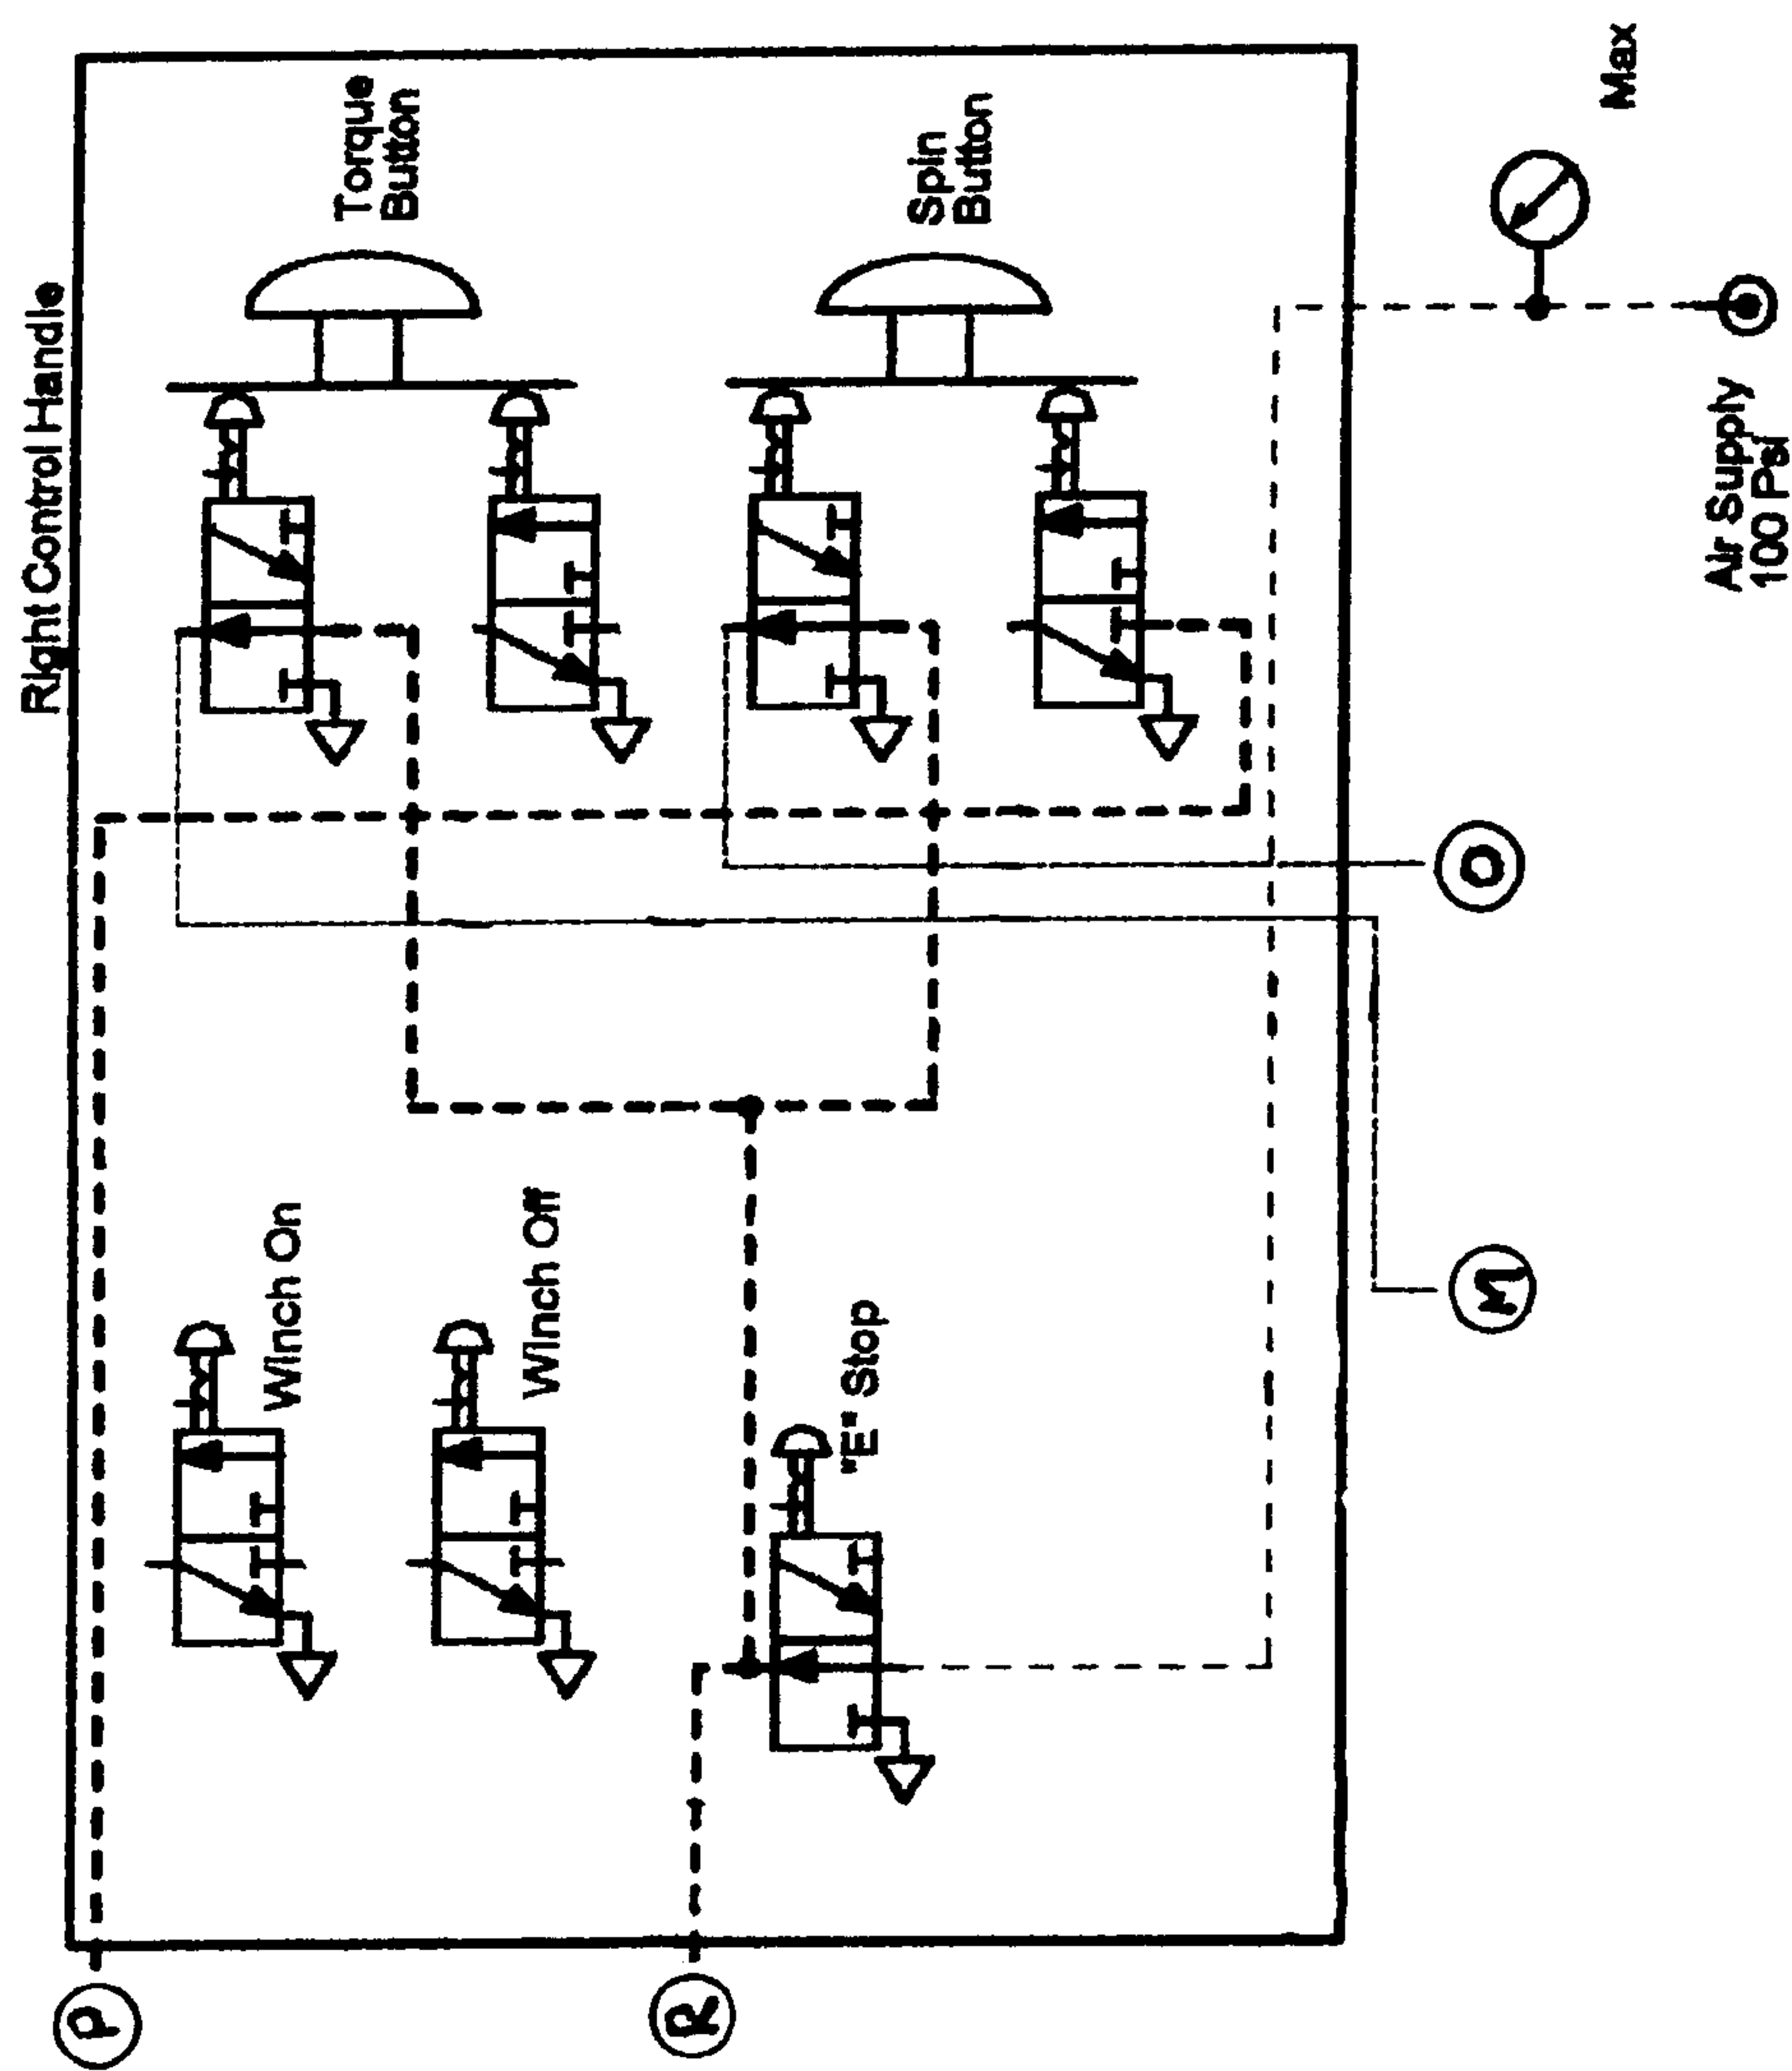 Right Control Handle
P
Winch On
Torque
Button
Winch Off
R
"E" Stop
Spin
Button
M
O
Max
Air Supply
100 Psi